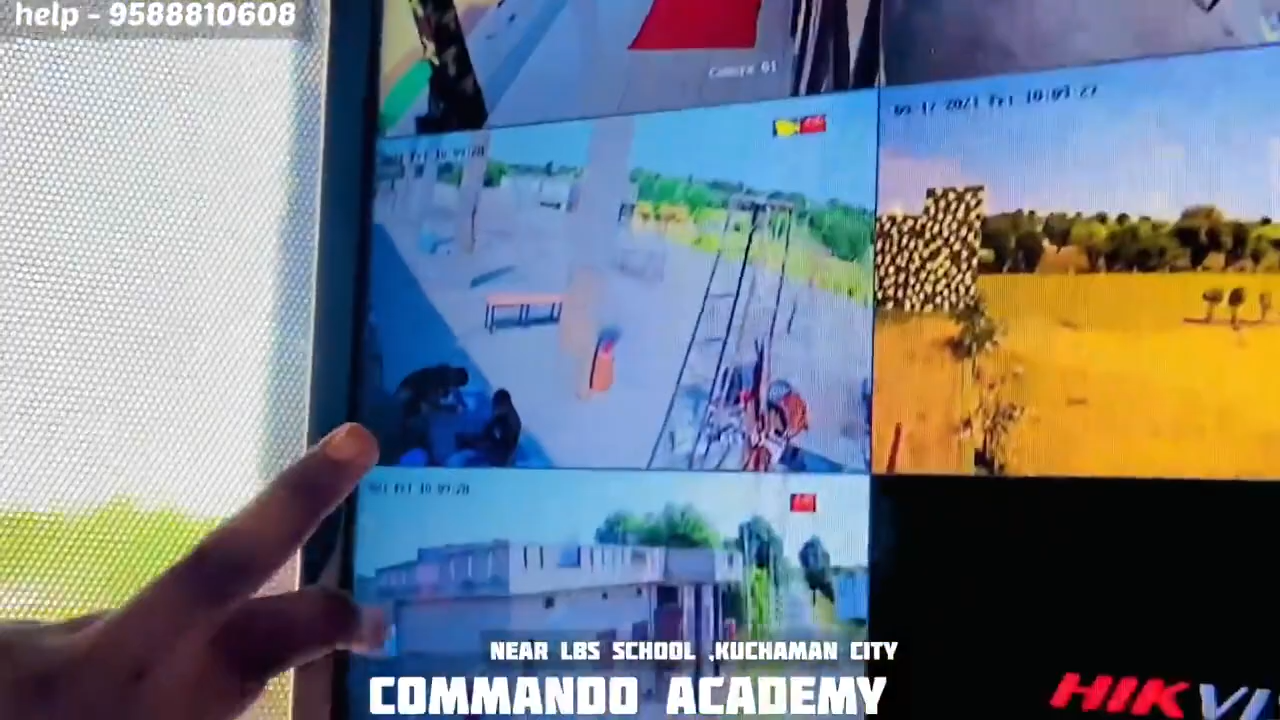 help - 9588810608
Camera 01
NEAR LBS SCHOOL ,KUCHAMAN CITY
COMMANDO ACADEMY
HIKVI